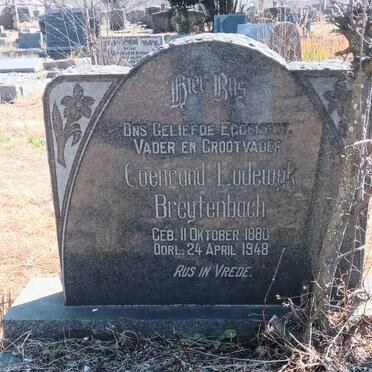 Hier Rus
Ons Geliefde Eggenoot
Vader en Grootvader
Coenraad Lodewyk
Breytenbach
Geb. 11 Oktober 1880
Oorl. 24 April 1948
Rus in Vrede.